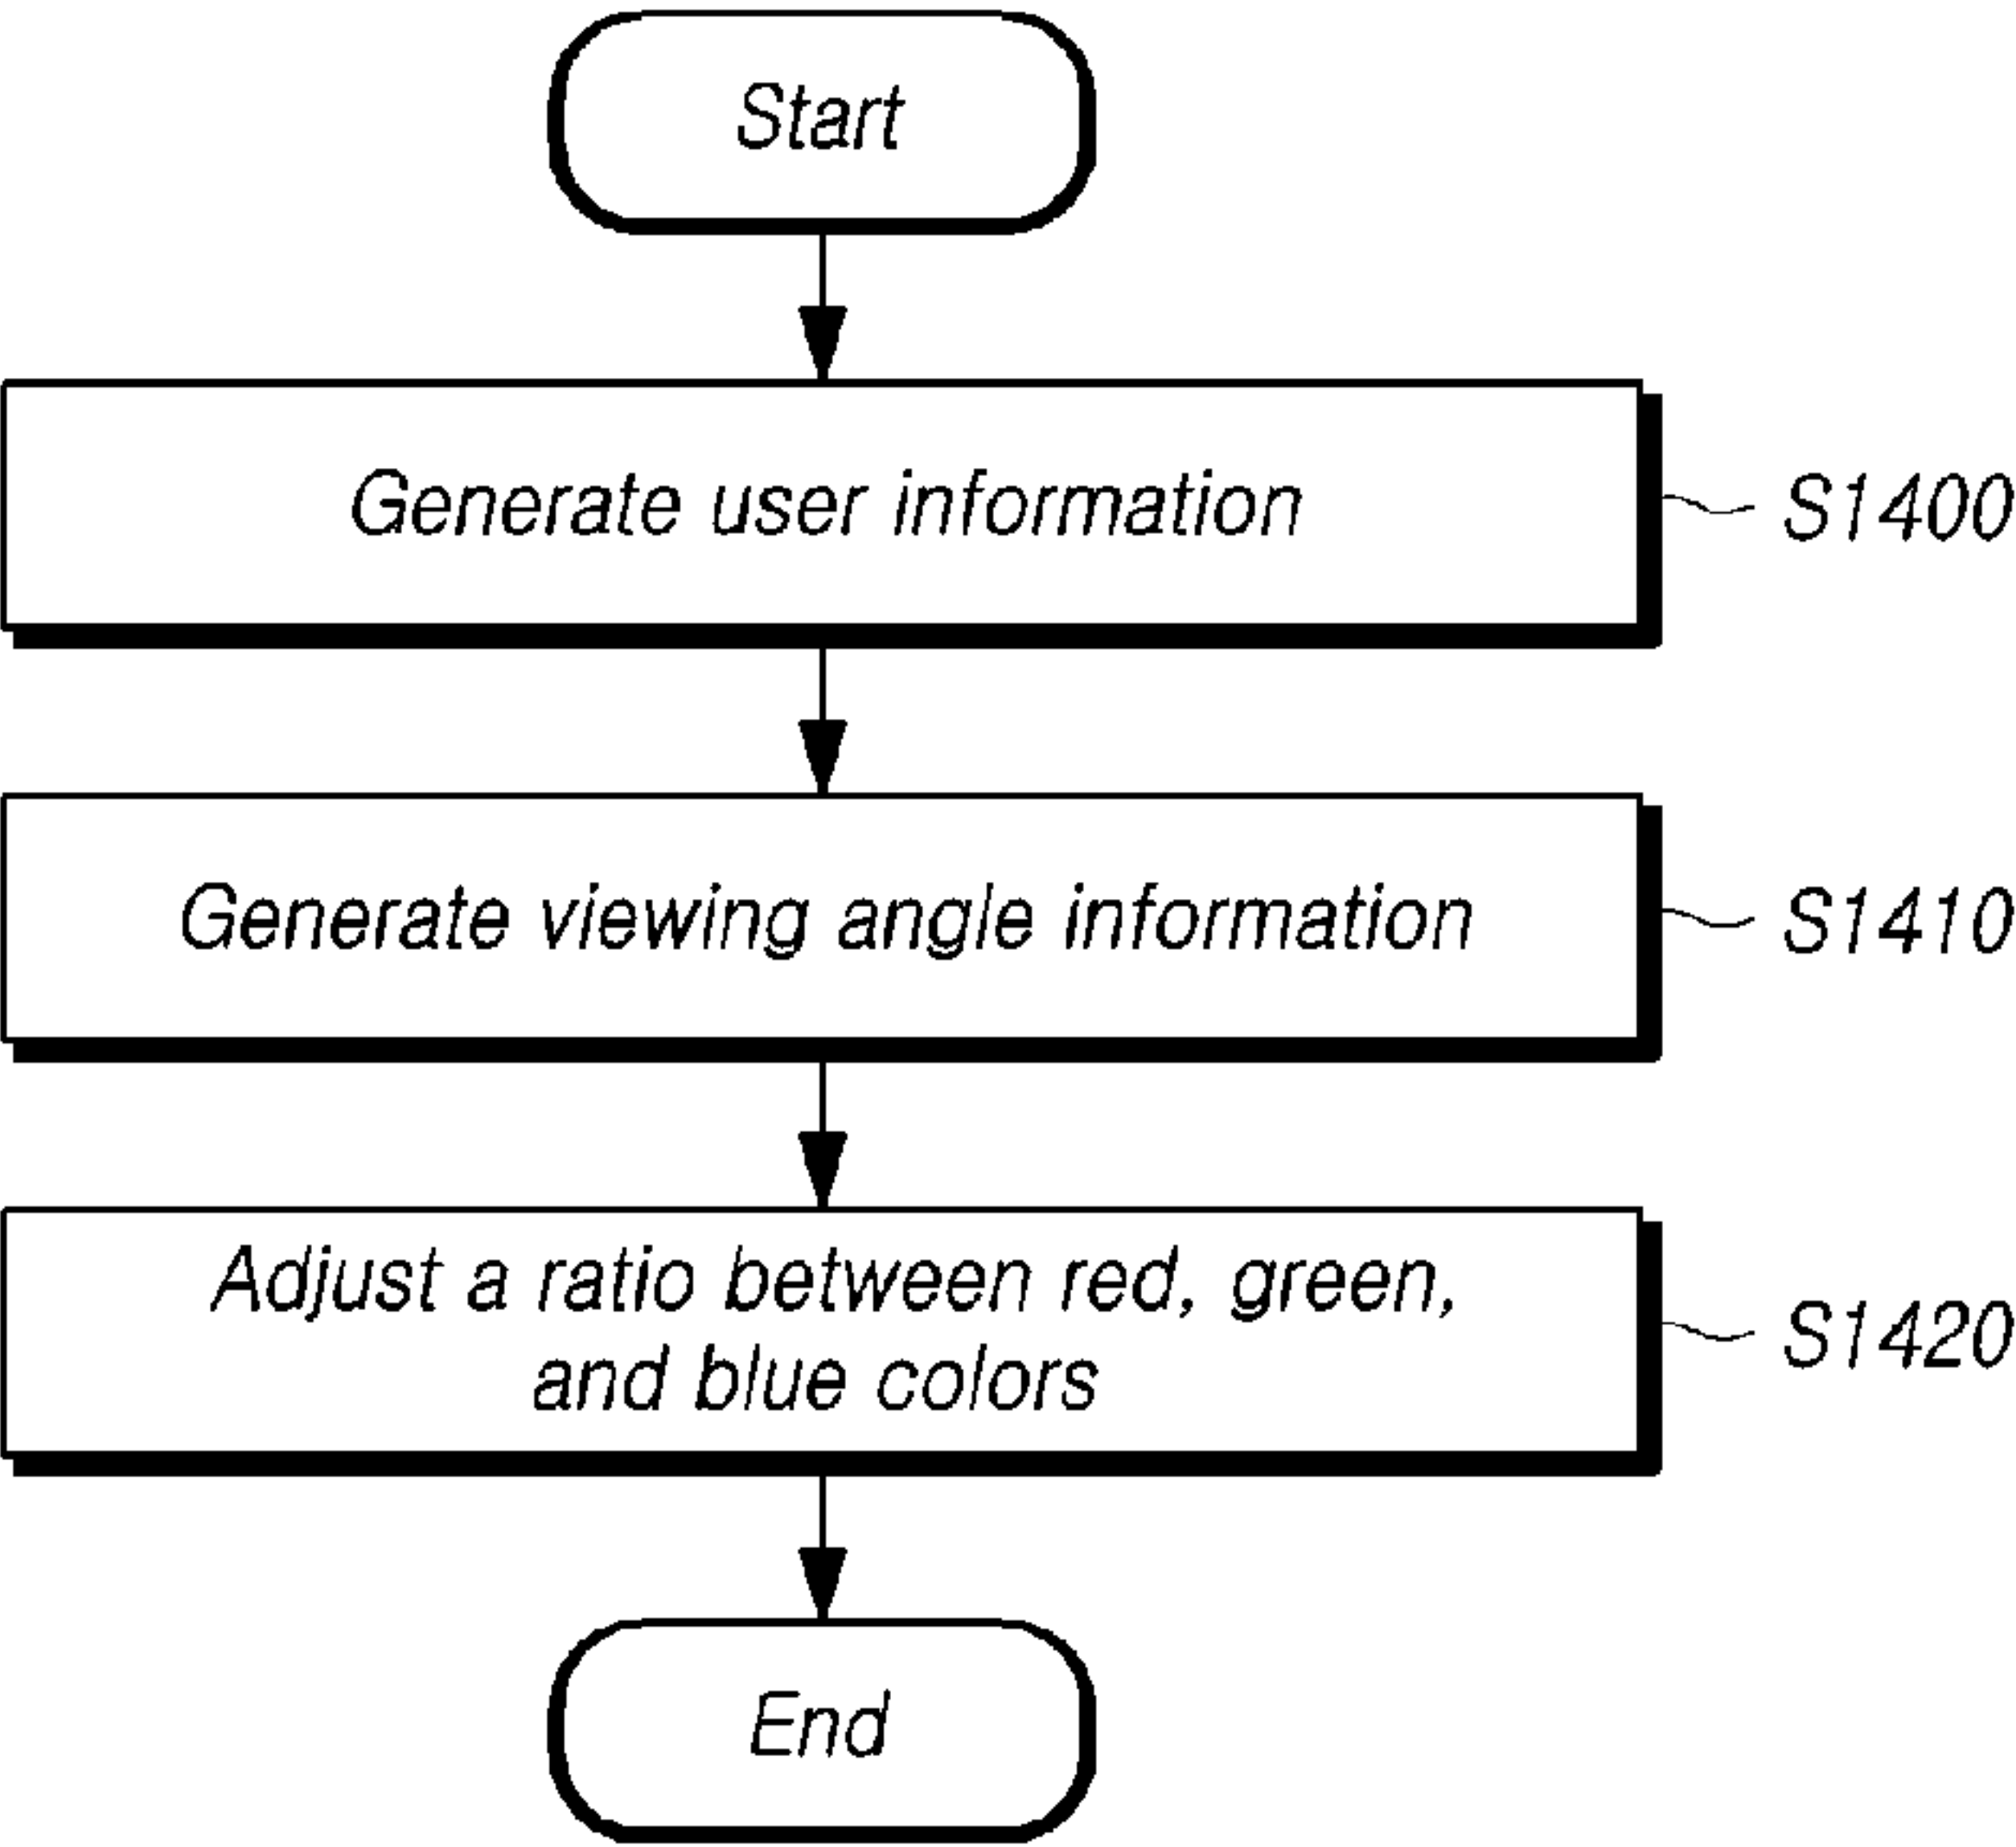 Start
Generate user information
S1400
Generate viewing angle information
S1410
Adjust a ratio between red, green,
and blue colors
S1420
End